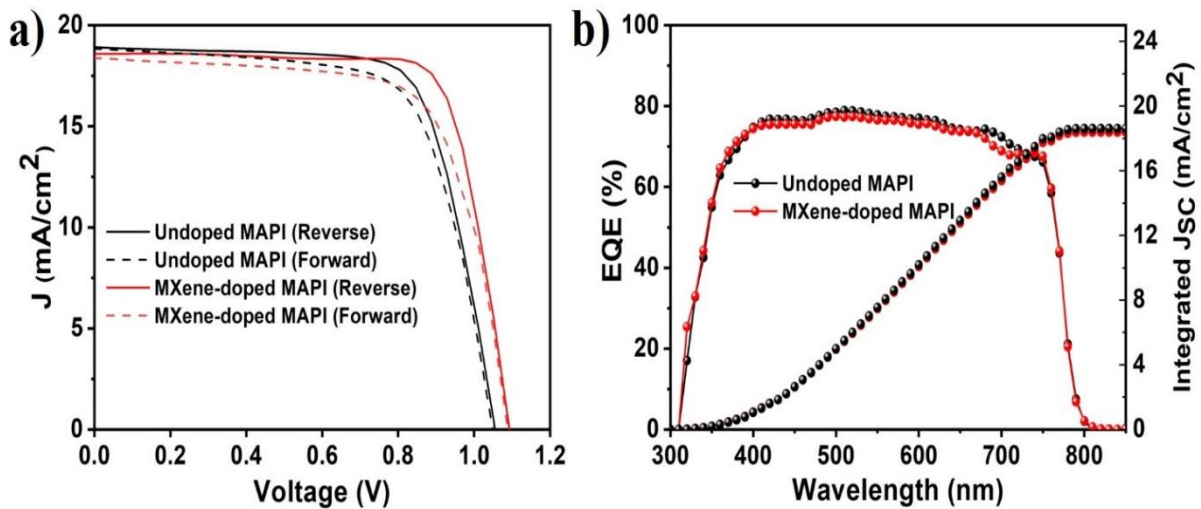 a)
20
15
10
5
0
J (mA/cm²)
Undoped MAPI (Reverse)
Undoped MAPI (Forward)
MXene-doped MAPI (Reverse)
MXene-doped MAPI (Forward)
0.0 0.2 0.4 0.6 0.8 1.0 1.2
Voltage (V)
b)
100
80
60
40
20
0
EQE (%)
Undoped MAPI
MXene-doped MAPI
24
20
16
12
8
4
0
Integrated JSC (mA/cm²)
300 400 500 600 700 800
Wavelength (nm)